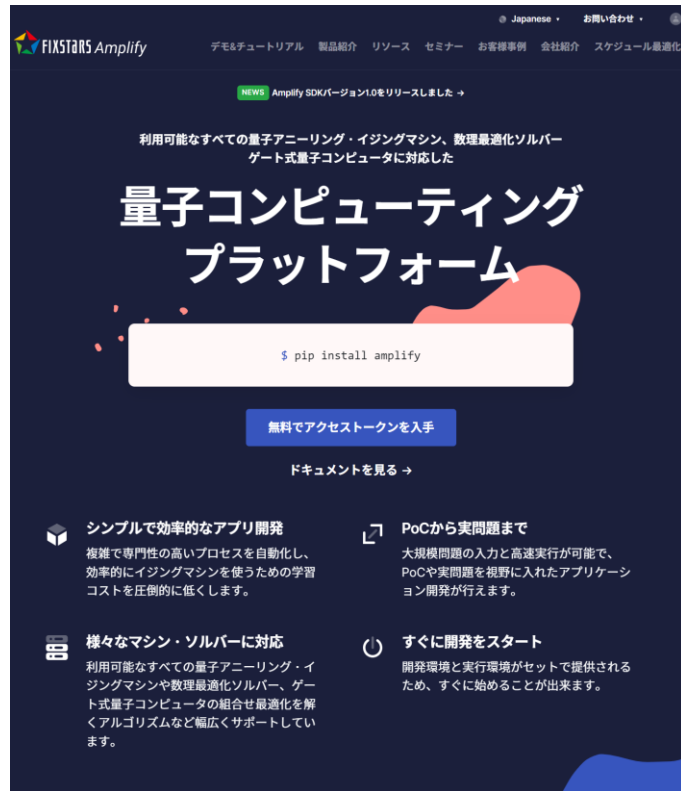 Japanese
お問い合わせ
FIXSTARS Amplify
デモ&チュートリアル 製品紹介 リソース セミナー お客様事例 会社紹介 スケジュール最適化
NEWS Amplify SDKバージョン1.0をリリースしました →
利用可能なすべての量子アニーリング・イジングマシン、数理最適化ソルバー
ゲート式量子コンピュータに対応した
量子コンピューティング
プラットフォーム
$ pip install amplify
無料でアクセストークンを入手
ドキュメントを見る →
シンプルで効率的なアプリ開発
複雑で専門性の高いプロセスを自動化し、
効率的にイジングマシンを使うための学習
コストを圧倒的に低くします。
PoCから実問題まで
大規模問題の入力と高速実行が可能で、
PoCや実問題を視野に入れたアプリケーシ
ョン開発が行えます。
様々なマシン・ソルバーに対応
利用可能なすべての量子アニーリング・イ
ジングマシンや数理最適化ソルバー、ゲー
ト式量子コンピュータの組合せ最適化を解
くアルゴリズムなど幅広くサポートしてい
ます。
すぐに開発をスタート
開発環境と実行環境がセットで提供される
ため、すぐに始めることが出来ます。